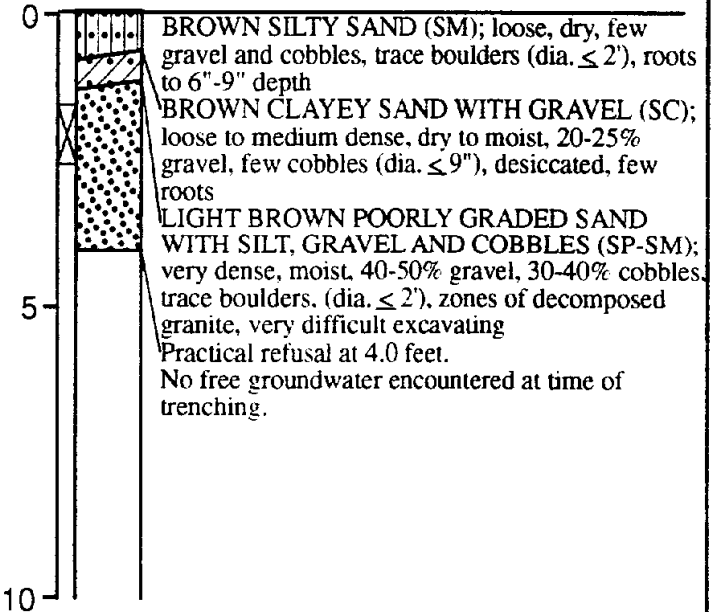 0
BROWN SILTY SAND (SM); loose, dry, few
gravel and cobbles, trace boulders (dia. ≤ 2'), roots
to 6"-9" depth
BROWN CLAYEY SAND WITH GRAVEL (SC);
loose to medium dense, dry to moist, 20-25%
gravel, few cobbles (dia. ≤ 9"), desiccated, few
roots
LIGHT BROWN POORLY GRADED SAND
WITH SILT, GRAVEL AND COBBLES (SP-SM);
very dense, moist, 40-50% gravel, 30-40% cobbles,
trace boulders, (dia. ≤ 2'), zones of decomposed
5
granite, very difficult excavating
Practical refusal at 4.0 feet.
No free groundwater encountered at time of
trenching.
10